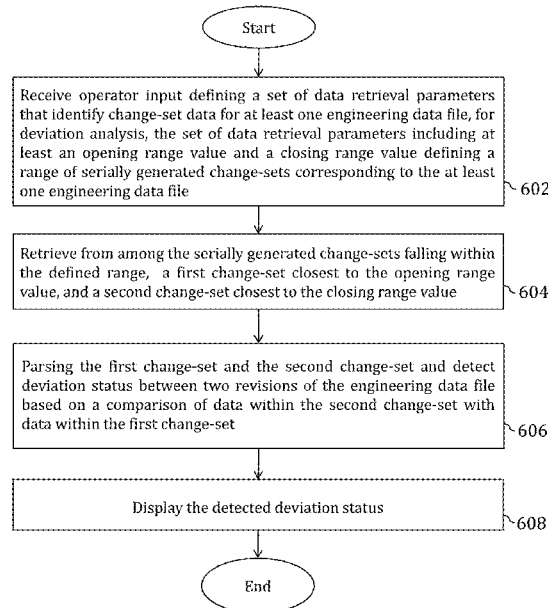 Start
Receive operator input defining a set of data retrieval parameters
that identify change-set data for at least one engineering data file, for
deviation analysis, the set of data retrieval parameters including at
least an opening range value and a closing range value defining a
range of serially generated change-sets corresponding to the at least
one engineering data file
602
Retrieve from among the serially generated change-sets falling within
the defined range, a first change-set closest to the opening range
value, and a second change-set closest to the closing range value
604
Parsing the first change-set and the second change-set and detect
deviation status between two revisions of the engineering data file
based on a comparison of data within the second change-set with
data within the first change-set
606
Display the detected deviation status
608
End